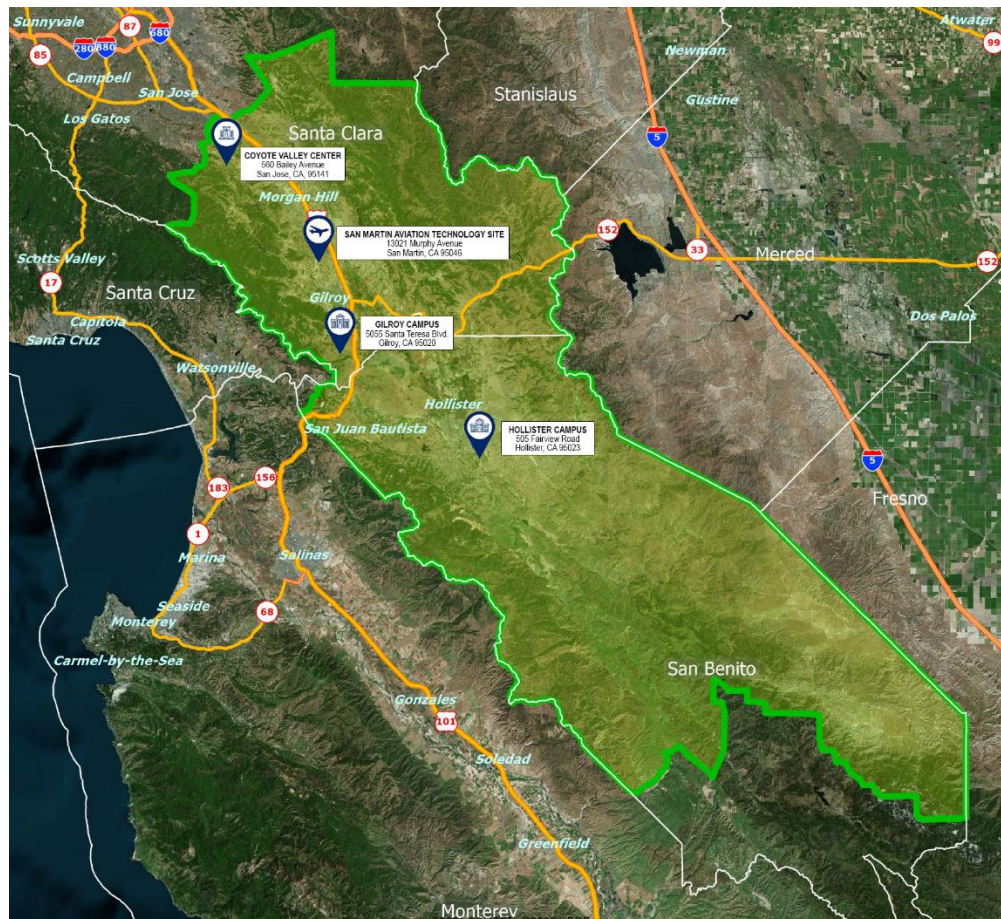 Sunnyvale
87
Atwater
680
280
880
85
99
Newman
Campbell
San Jose
Stanislaus
Gustine
Los Gatos
Santa Clara
5
COYOTE VALLEY CENTER
560 Bailey Avenue
San Jose, CA, 95141
Morgan Hill
SAN MARTIN AVIATION TECHNOLOGY SITE
13021 Murphy Avenue
San Martin, CA 95046
152
33
Merced
152
Scotts Valley
17
Santa Cruz
Gilroy
Capitola
Santa Cruz
GILROY CAMPUS
5055 Santa Teresa Blvd.
Gilroy, CA 95020
Dos Palos
Watsonville
Hollister
San Juan Bautista
HOLLISTER CAMPUS
505 Fairview Road
Hollister, CA 95023
5
156
183
Fresno
1
Marina
Salinas
Seaside
68
Monterey
Carmel-by-the-Sea
San Benito
Gonzales
101
Soledad
Greenfield
Monterey